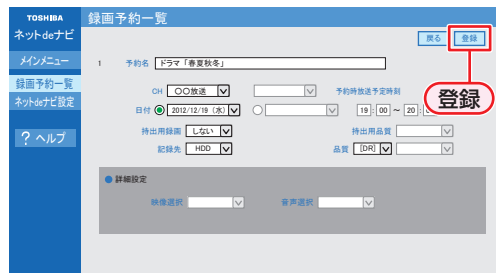 TOSHIBA
ネットdeナビ
メインメニュー
録画予約一覧
ネットdeナビ設定
? ヘルプ
録画予約一覧
戻る 登録
1 予約名 ドラマ「春夏秋冬」
CH 〇〇放送 予約時放送予定時刻
日付 2012/12/19 (水) 19 : 00 ~ 20 :
登録
持出用録画 しない 持出用品質
記録先 HDD 品質 [DR]
詳細設定
映像選択 音声選択